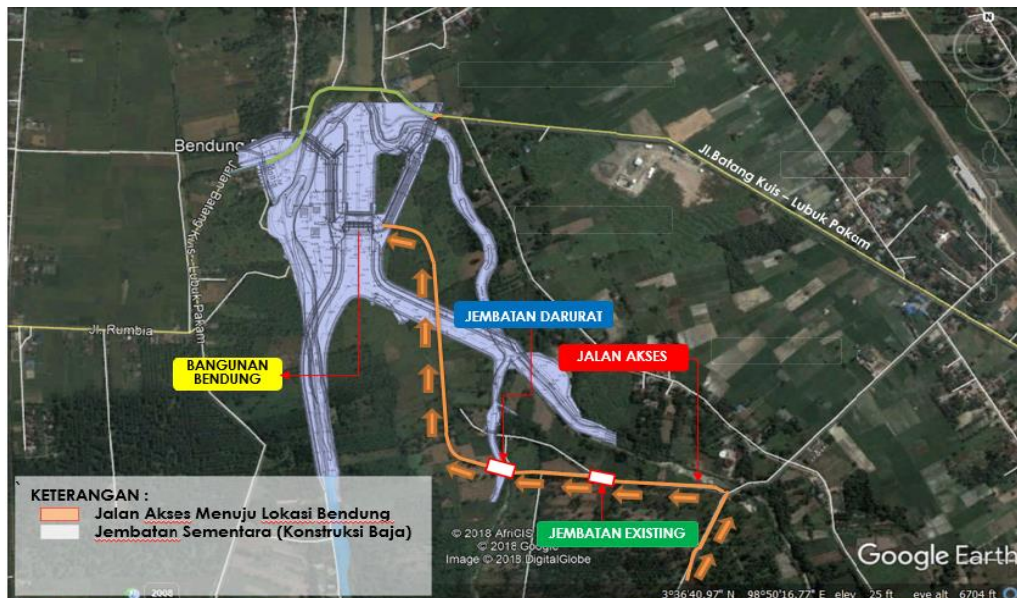 N
Bendung
Jl.Batang Kuis – Lubuk Pakam
Jalan Batang Kuis - Lubuk Pakam
JEMBATAN DARURAT
Jl. Rumbia
JALAN AKSES
BANGUNAN
BENDUNG
KETERANGAN :
Jalan Akses Menuju Lokasi Bendung
Jembatan Sementara (Konstruksi Baja)
JEMBATAN EXISTING
© 2018 AfriGIS
© 2018 Google
Image © 2018 DigitalGlobe
Google Earth
2008
3°36'40.97" N 98°50'16.77" E elev 25 ft eye alt 6704 ft